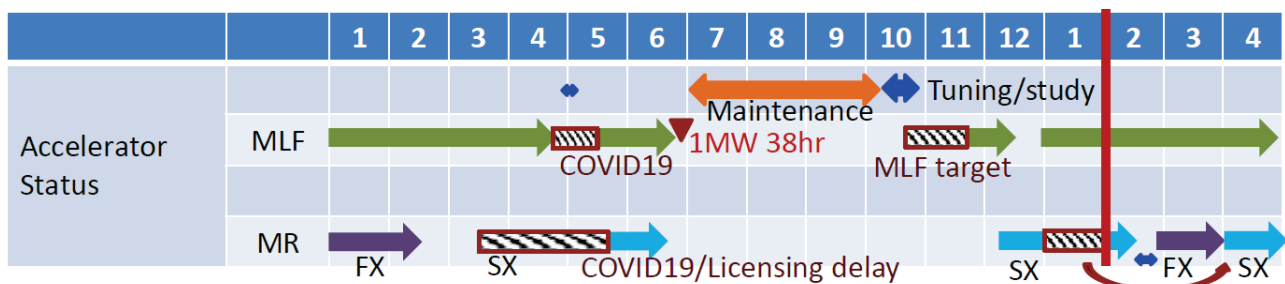 1 2 3 4 5 6 7 8 9 10 11 12 1 2 3 4
Tuning/study
Maintenance
Accelerator
Status
MLF
1MW 38hr
COVID19
MLF target
MR
FX
SX
COVID19/Licensing delay
SX
FX
SX